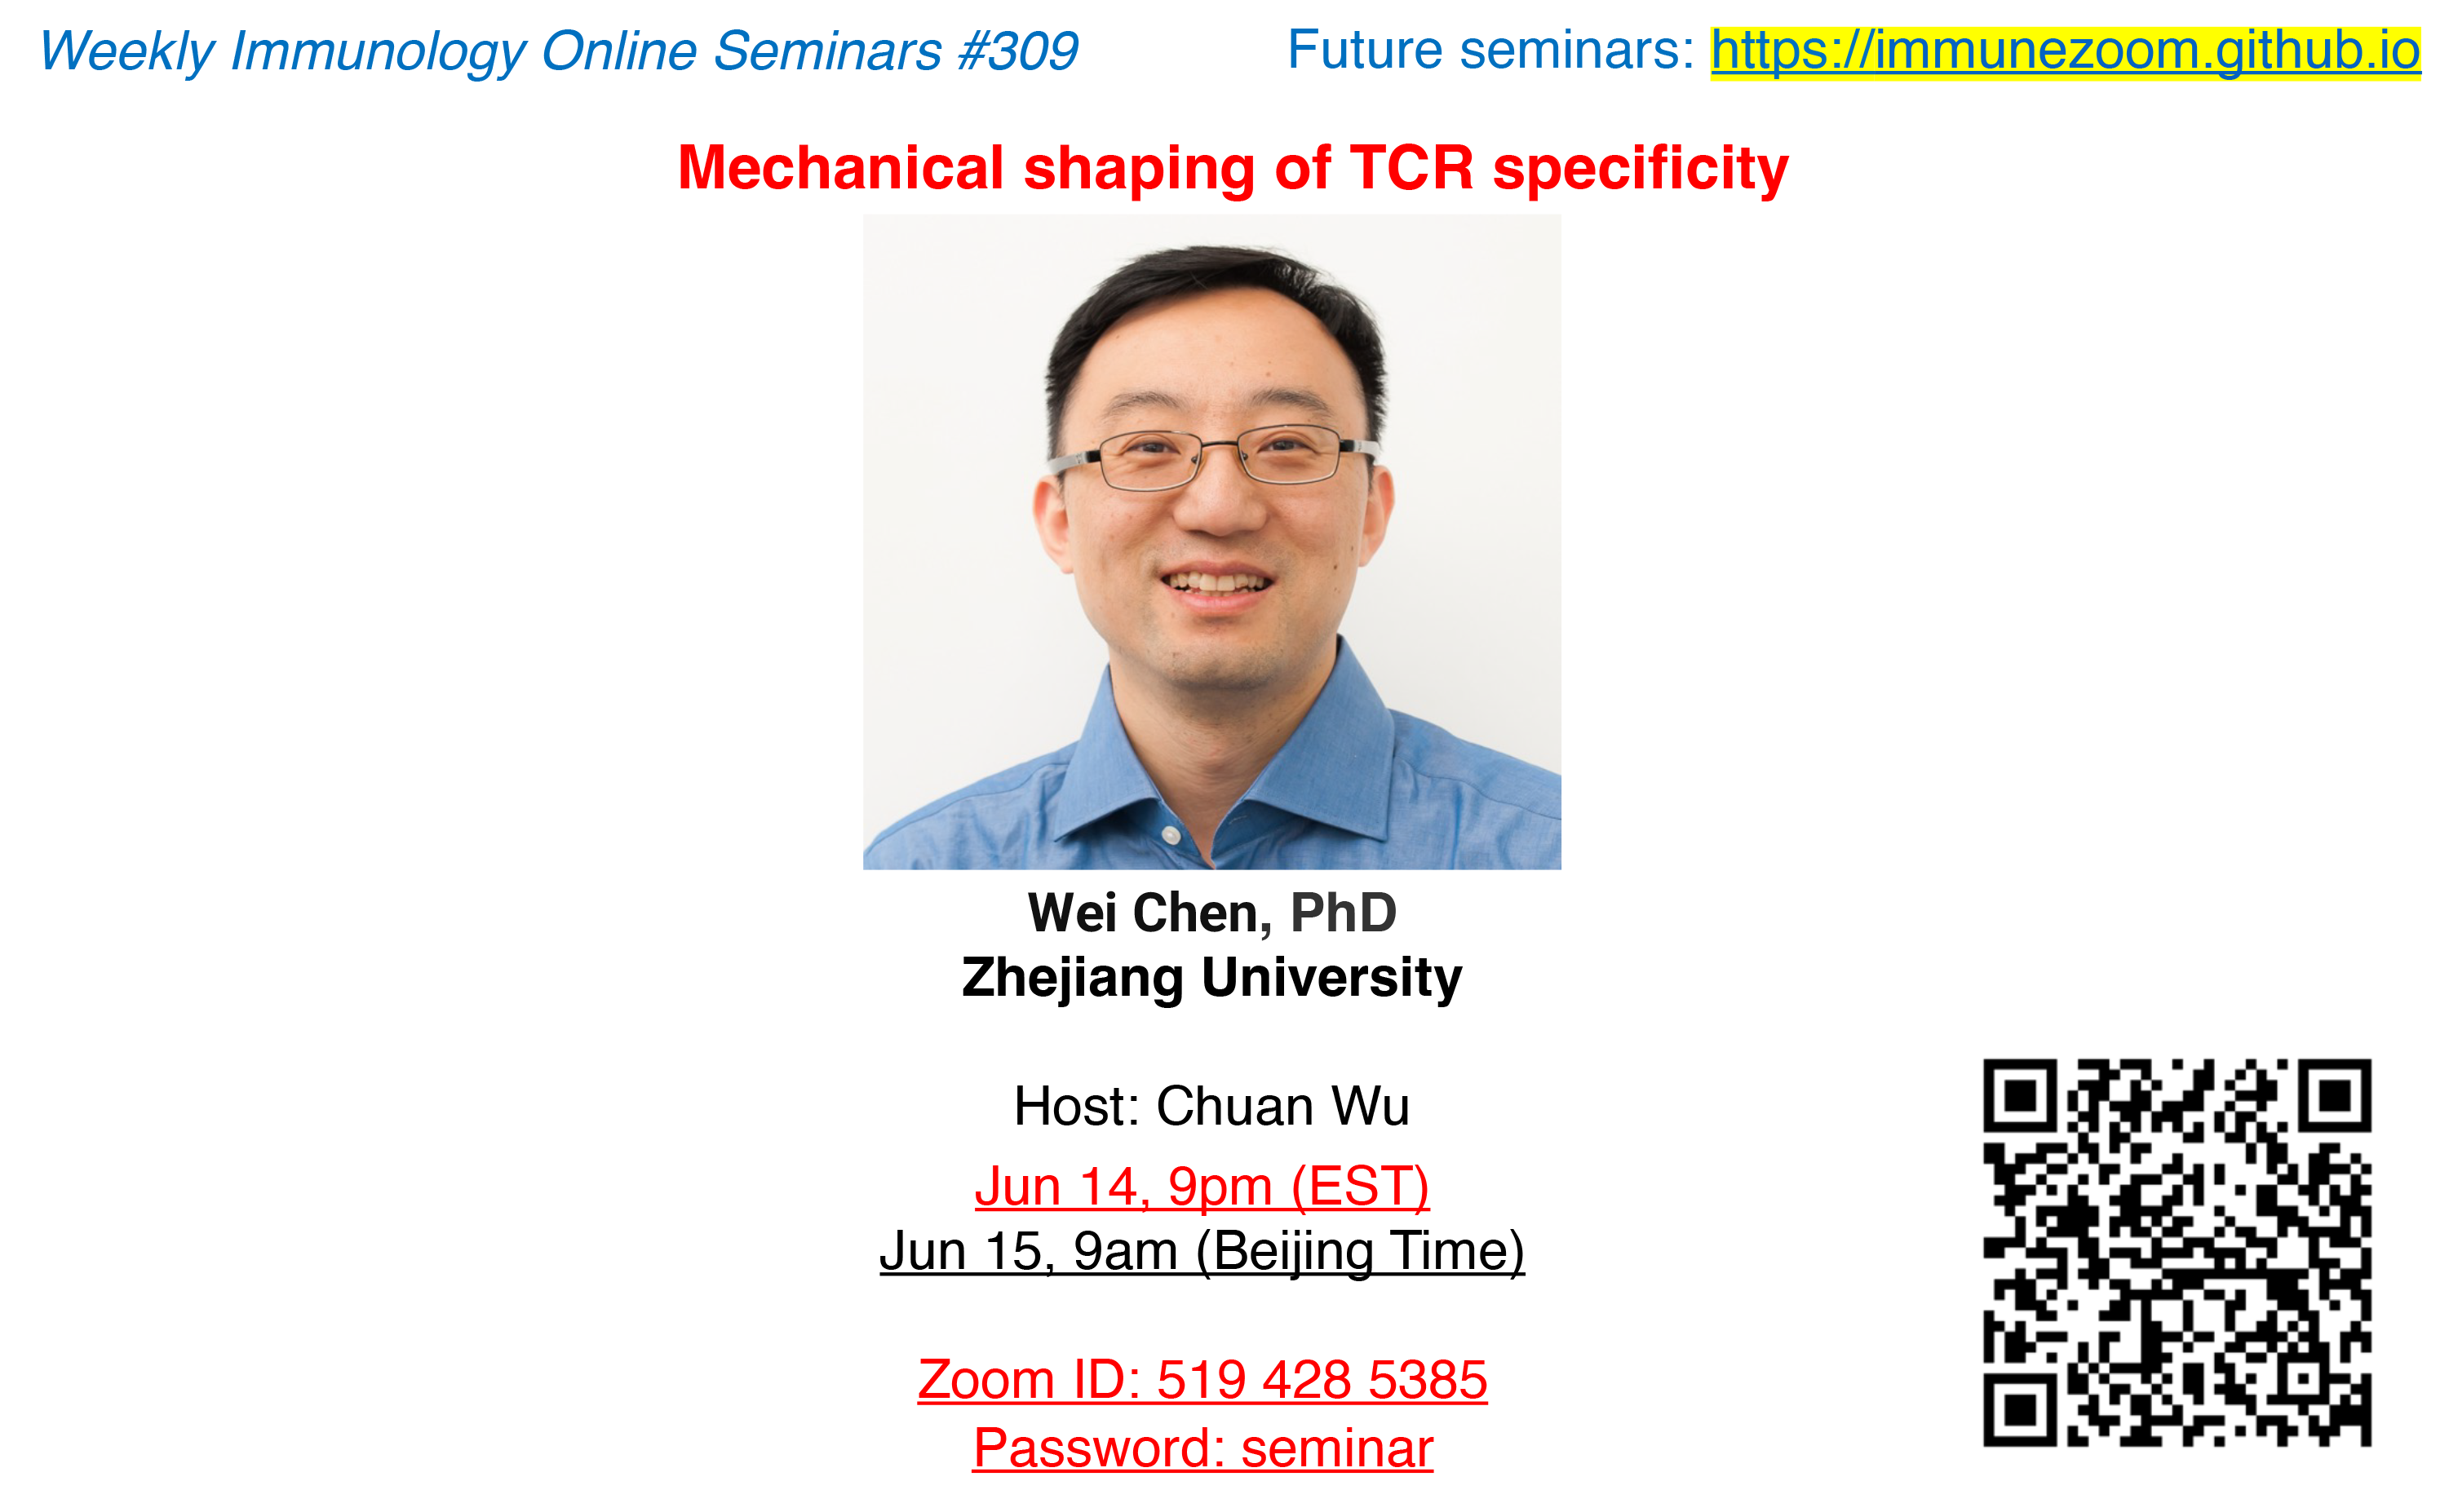 Weekly Immunology Online Seminars #309
Future seminars: https://immunezoom.github.io
Mechanical shaping of TCR specificity
Wei Chen, PhD
Zhejiang University
Host: Chuan Wu
Jun 14, 9pm (EST)
Jun 15, 9am (Beijing Time)
Zoom ID: 519 428 5385
Password: seminar